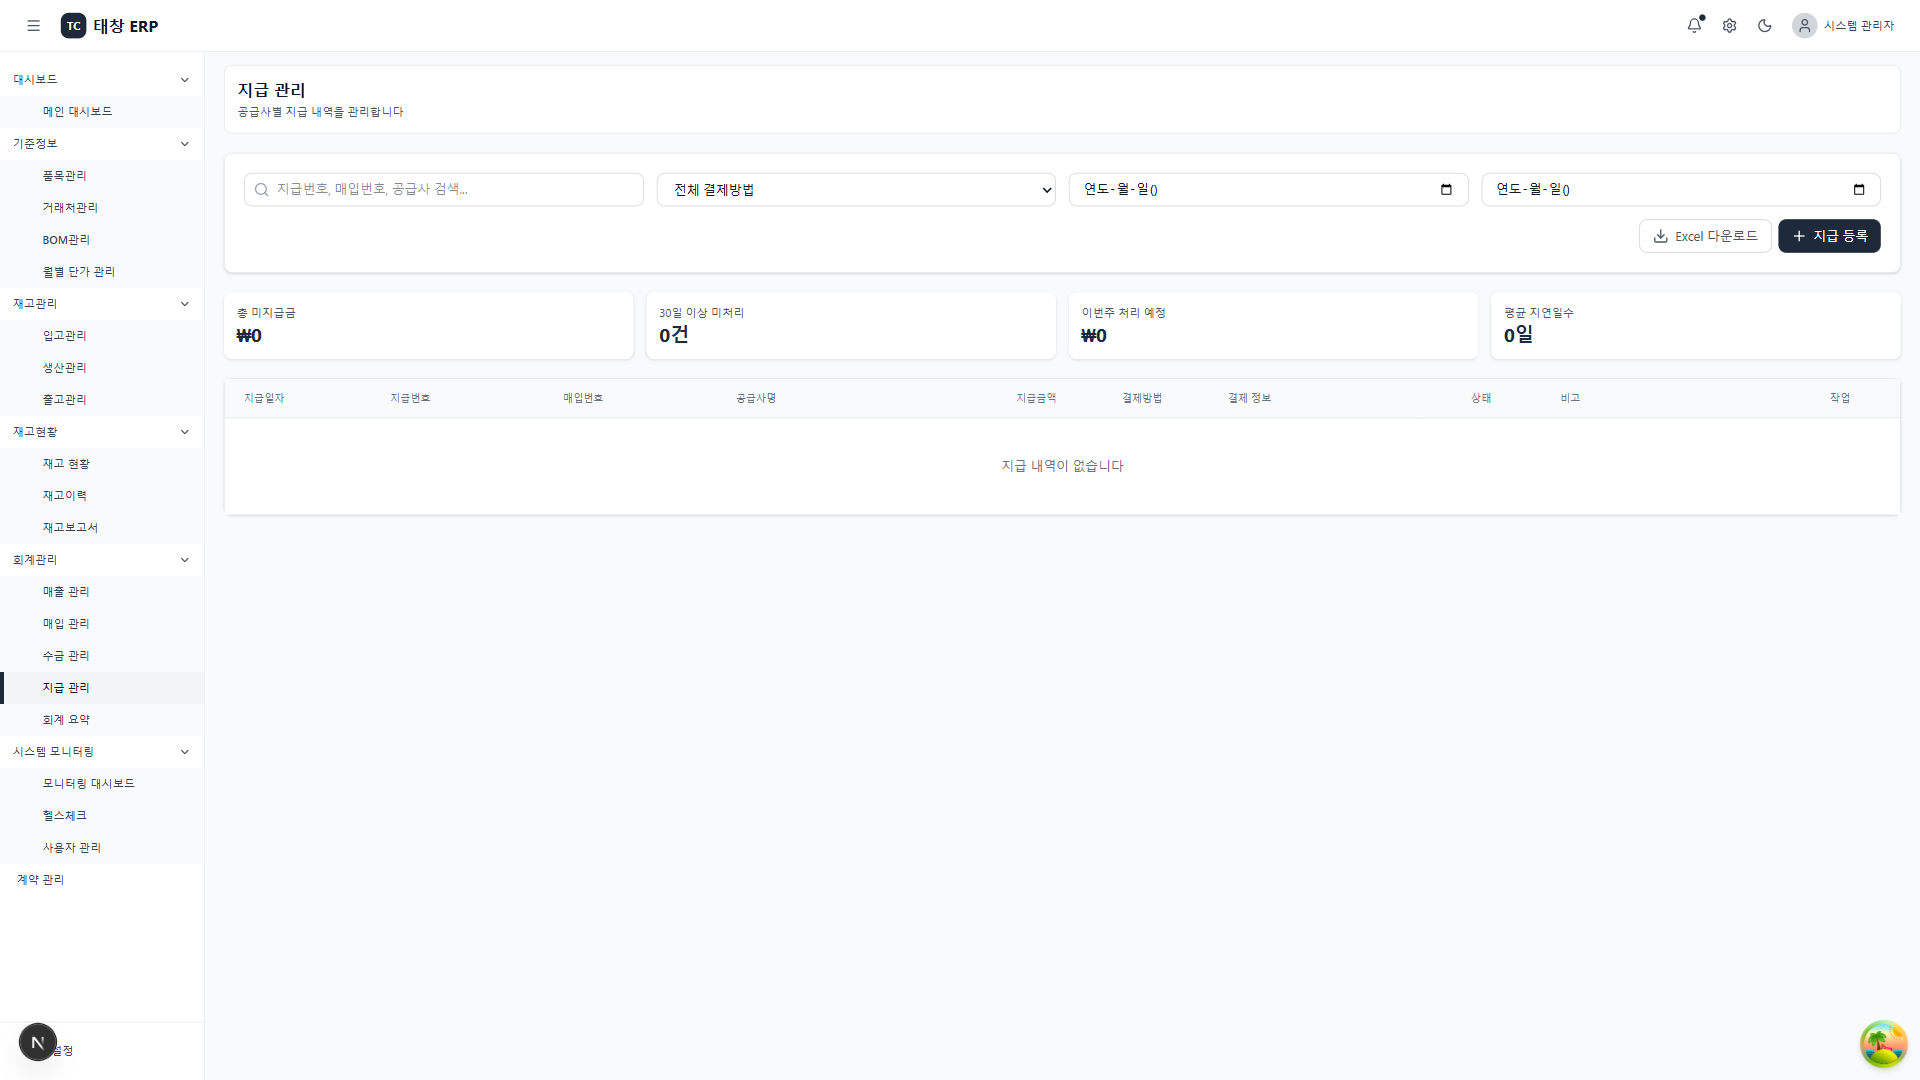 TC 태창 ERP
시스템 관리자
대시보드
메인 대시보드
기준정보
품목관리
거래처관리
BOM관리
월별 단가 관리
재고관리
입고관리
생산관리
출고관리
재고현황
재고 현황
재고이력
재고보고서
회계관리
매출 관리
매입 관리
수금 관리
지급 관리
회계 요약
시스템 모니터링
모니터링 대시보드
헬스체크
사용자 관리
계약 관리
N
설정
지급 관리
공급사별 지급 내역을 관리합니다
지급번호, 매입번호, 공급사 검색... 전체 결제방법 연도-월-일() 연도-월-일()
Excel 다운로드 지급 등록
총 미지급금
₩0
30일 이상 미처리
0건
이번주 처리 예정
₩0
평균 지연일수
0일
지급일자 지급번호 매입번호 공급사명 지급금액 결제방법 결제 정보 상태 비고 작업
지급 내역이 없습니다